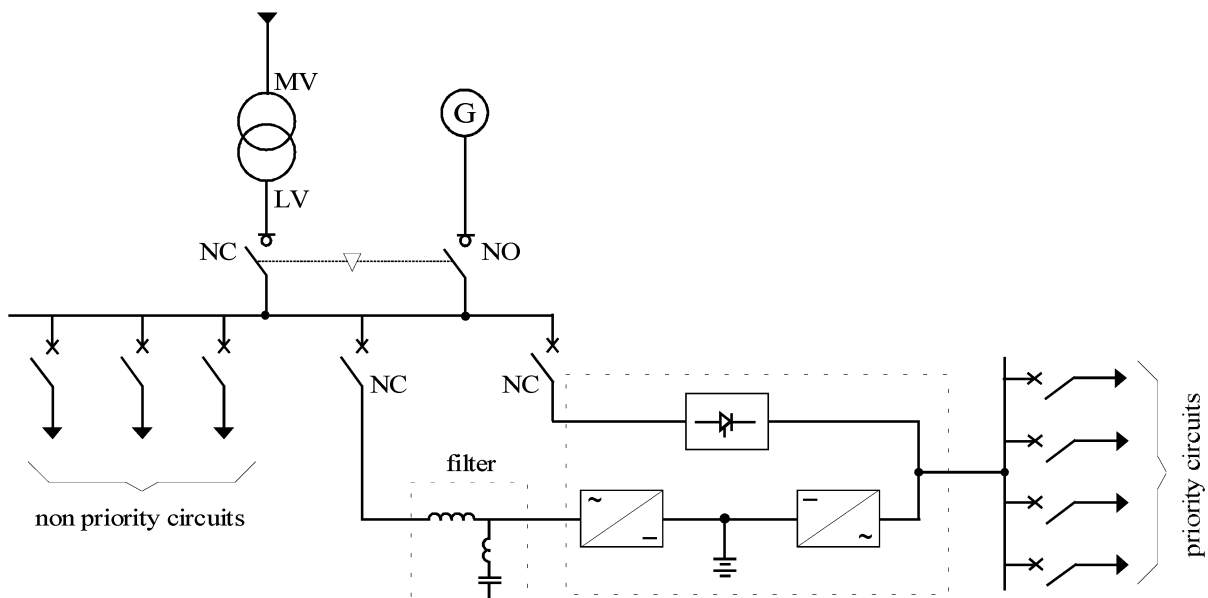 MV
G
LV
NC
NO
NC
NC
filter
non priority circuits
~
–
–
~
priority circuits